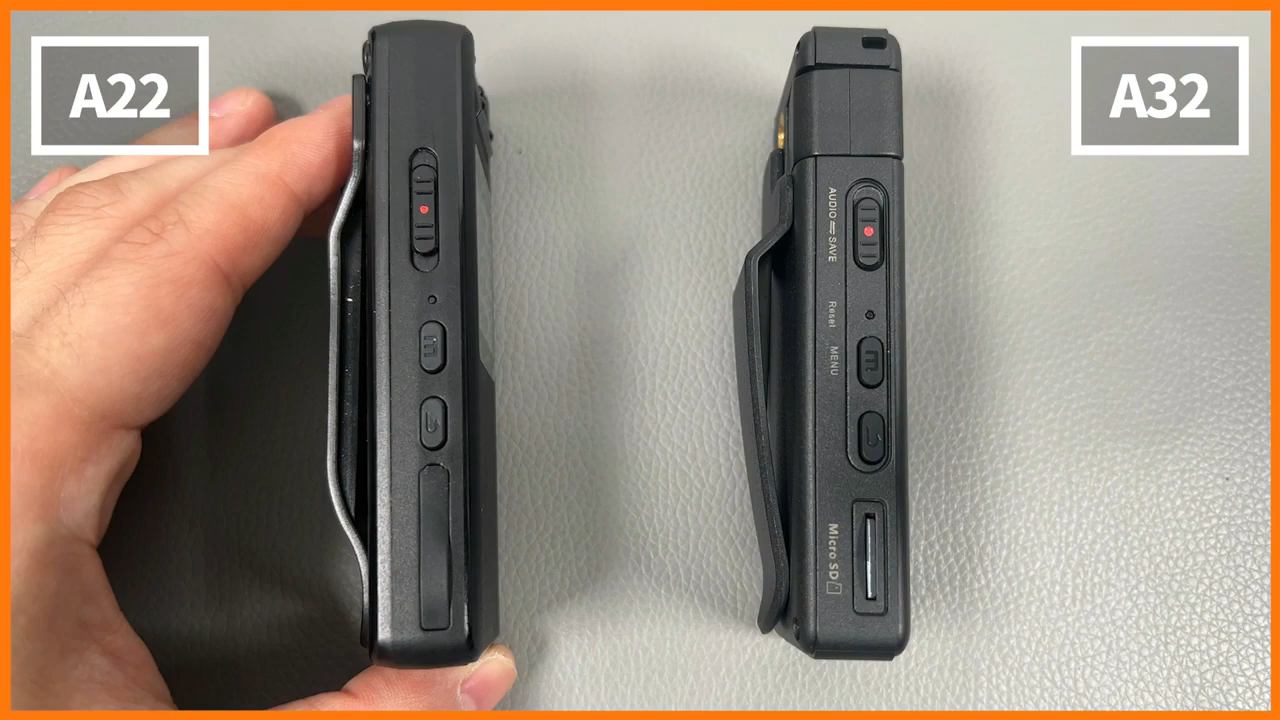 A22
A32
AUDIO ⇌ SAVE
Reset
MENU
m
m
Micro SD